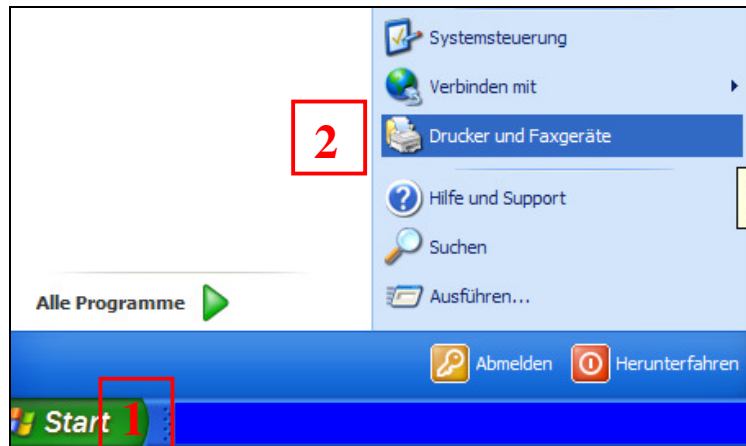 Systemsteuerung
Verbinden mit
2
Drucker und Faxgeräte
Hilfe und Support
Suchen
Alle Programme
Ausführen...
Abmelden
Herunterfahren
Start
1